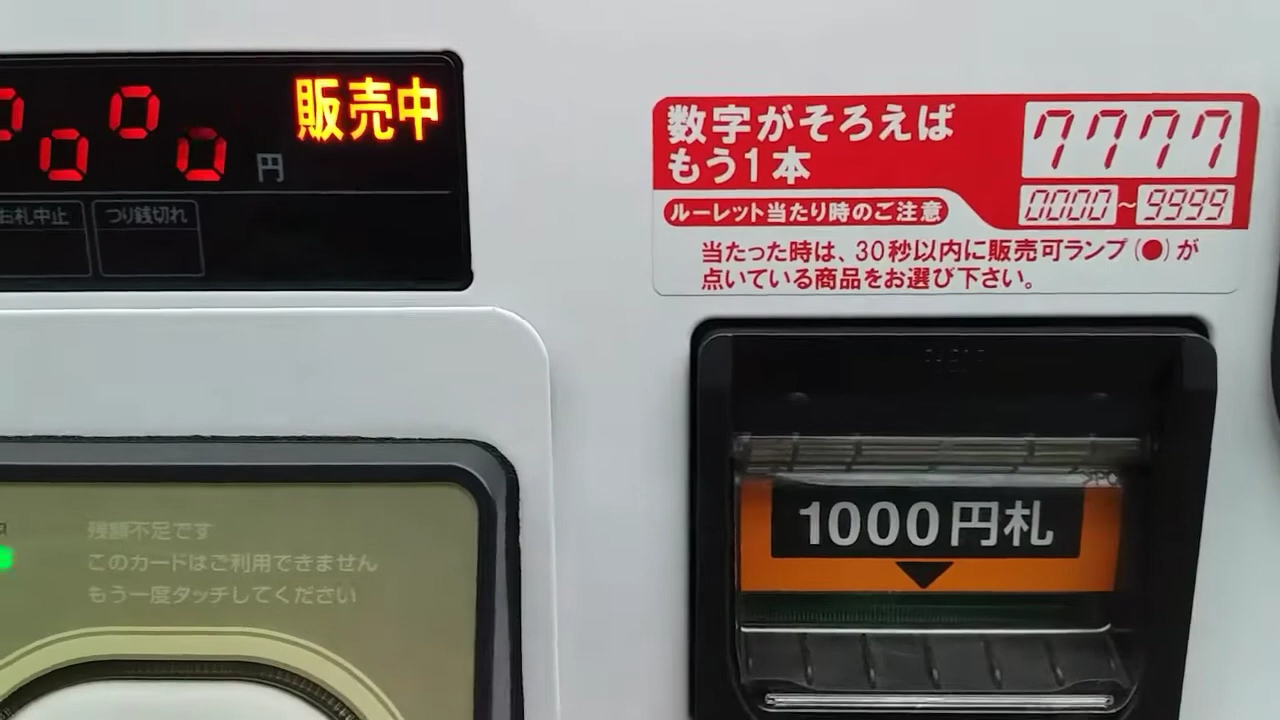 販売中
0000円
お札中止
つり銭切れ
数字がそろえば
もう1本
7777
ルーレット当たり時のご注意
0000~9999
当たった時は、30秒以内に販売可ランプ(●)が
点いている商品をお選び下さい。
1000円札
残額不足です
このカードはご利用できません
もう一度タッチしてください